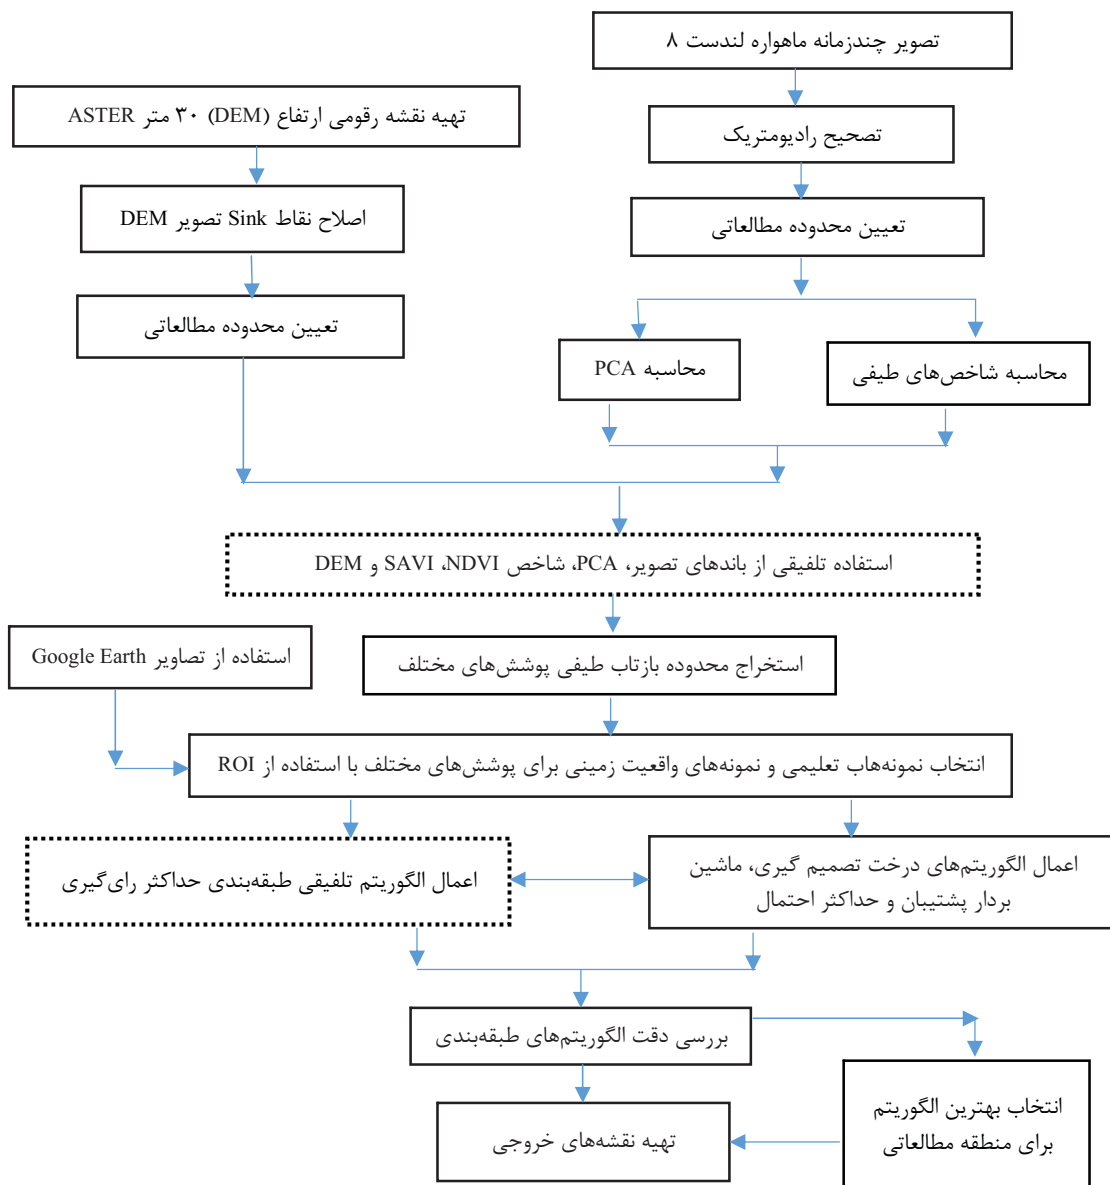 تصویر چندزمانه ماهواره لندست ۸
تهیه نقشه رقومی ارتفاع (DEM) ۳۰ متر ASTER
تصحیح رادیومتریک
اصلاح نقاط Sink تصویر DEM
تعیین محدوده مطالعاتی
تعیین محدوده مطالعاتی
محاسبه PCA
محاسبه شاخص‌های طیفی
استفاده تلفیقی از باندهای تصویر، PCA، شاخص NDVI، SAVI و DEM
استفاده از تصاویر Google Earth
استخراج محدوده بازتاب طیفی پوشش‌های مختلف
انتخاب نمونه‌هاب تعلیمی و نمونه‌های واقعیت زمینی برای پوشش‌های مختلف با استفاده از ROI
اعمال الگوریتم‌های درخت تصمیم گیری، ماشین
بردار پشتیبان و حداکثر احتمال
اعمال الگوریتم تلفیقی طبقه‌بندی حداکثر رای‌گیری
بررسی دقت الگوریتم‌های طبقه‌بندی
انتخاب بهترین الگوریتم
برای منطقه مطالعاتی
تهیه نقشه‌های خروجی